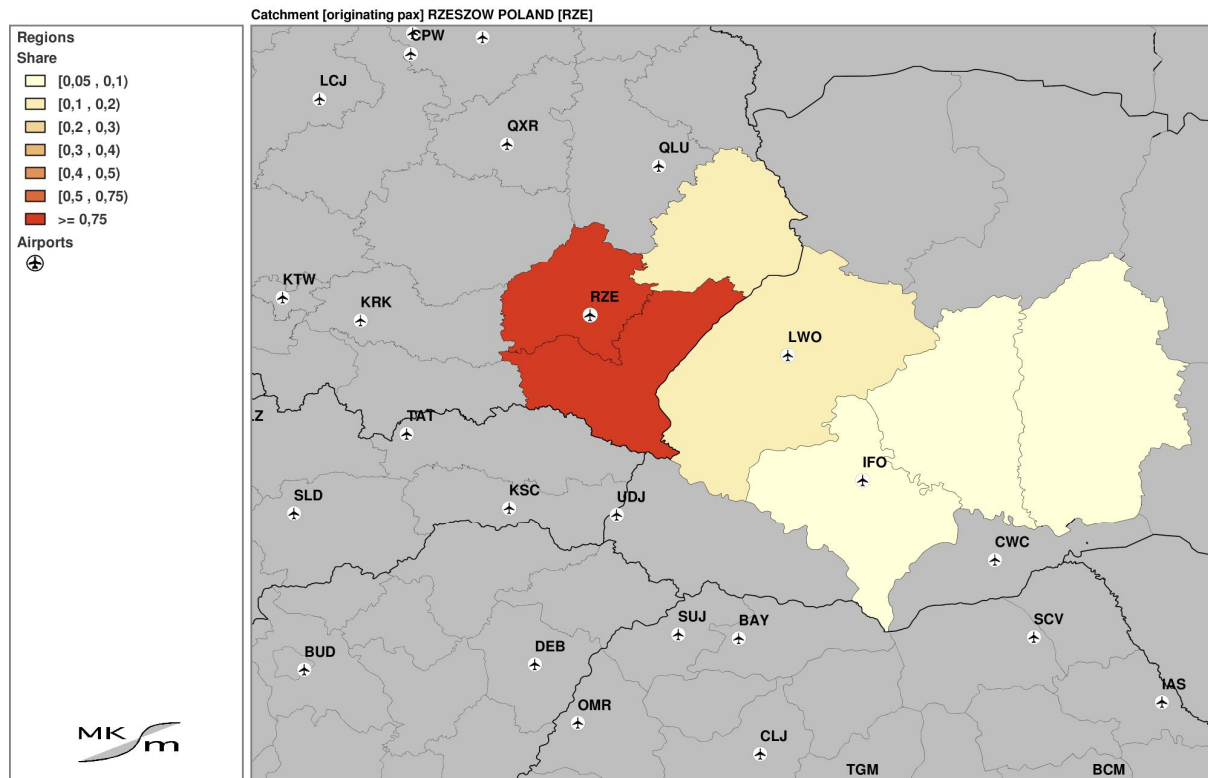 Catchment [originating pax] RZESZOW POLAND [RZE]
Regions
Share
[0,05 , 0,1)
[0,1 , 0,2)
[0,2 , 0,3)
[0,3 , 0,4)
[0,4 , 0,5)
[0,5 , 0,75)
>= 0,75
Airports
MK m
CPW
LCJ
QXR
QLU
KTW
KRK
RZE
LWO
LZ
TAT
IFO
SLD
KSC
UDJ
CWC
SUJ
BAY
SCV
BUD
DEB
IAS
OMR
CLJ
TGM
BCM